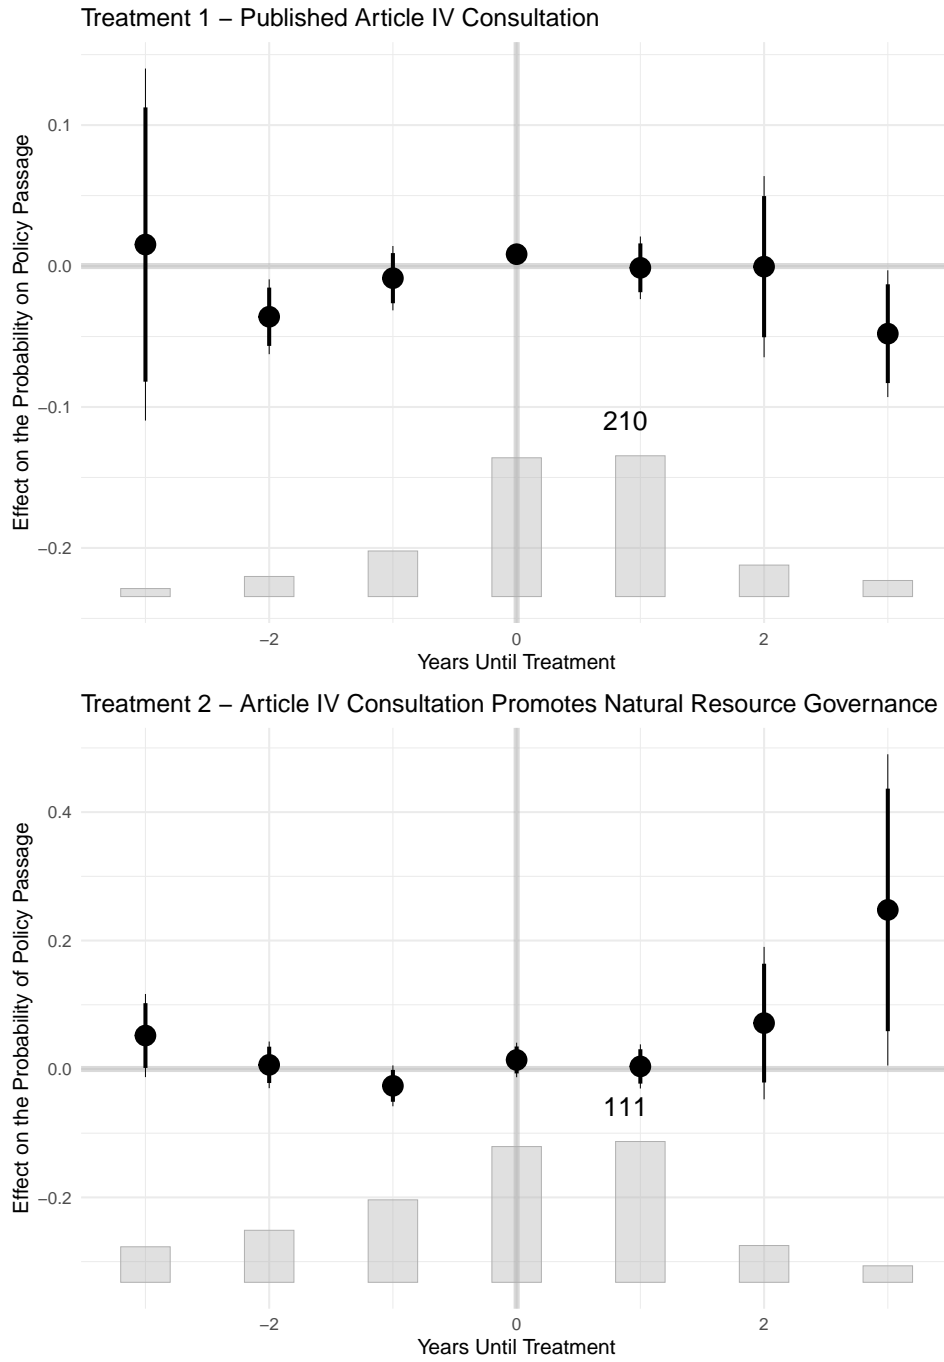 Treatment 1 – Published Article IV Consultation
Effect on the Probability on Policy Passage
0.1
0.0
−0.1
−0.2
210
−2
0
2
Years Until Treatment
Treatment 2 – Article IV Consultation Promotes Natural Resource Governance
Effect on the Probability of Policy Passage
0.4
0.2
0.0
−0.2
111
−2
0
2
Years Until Treatment